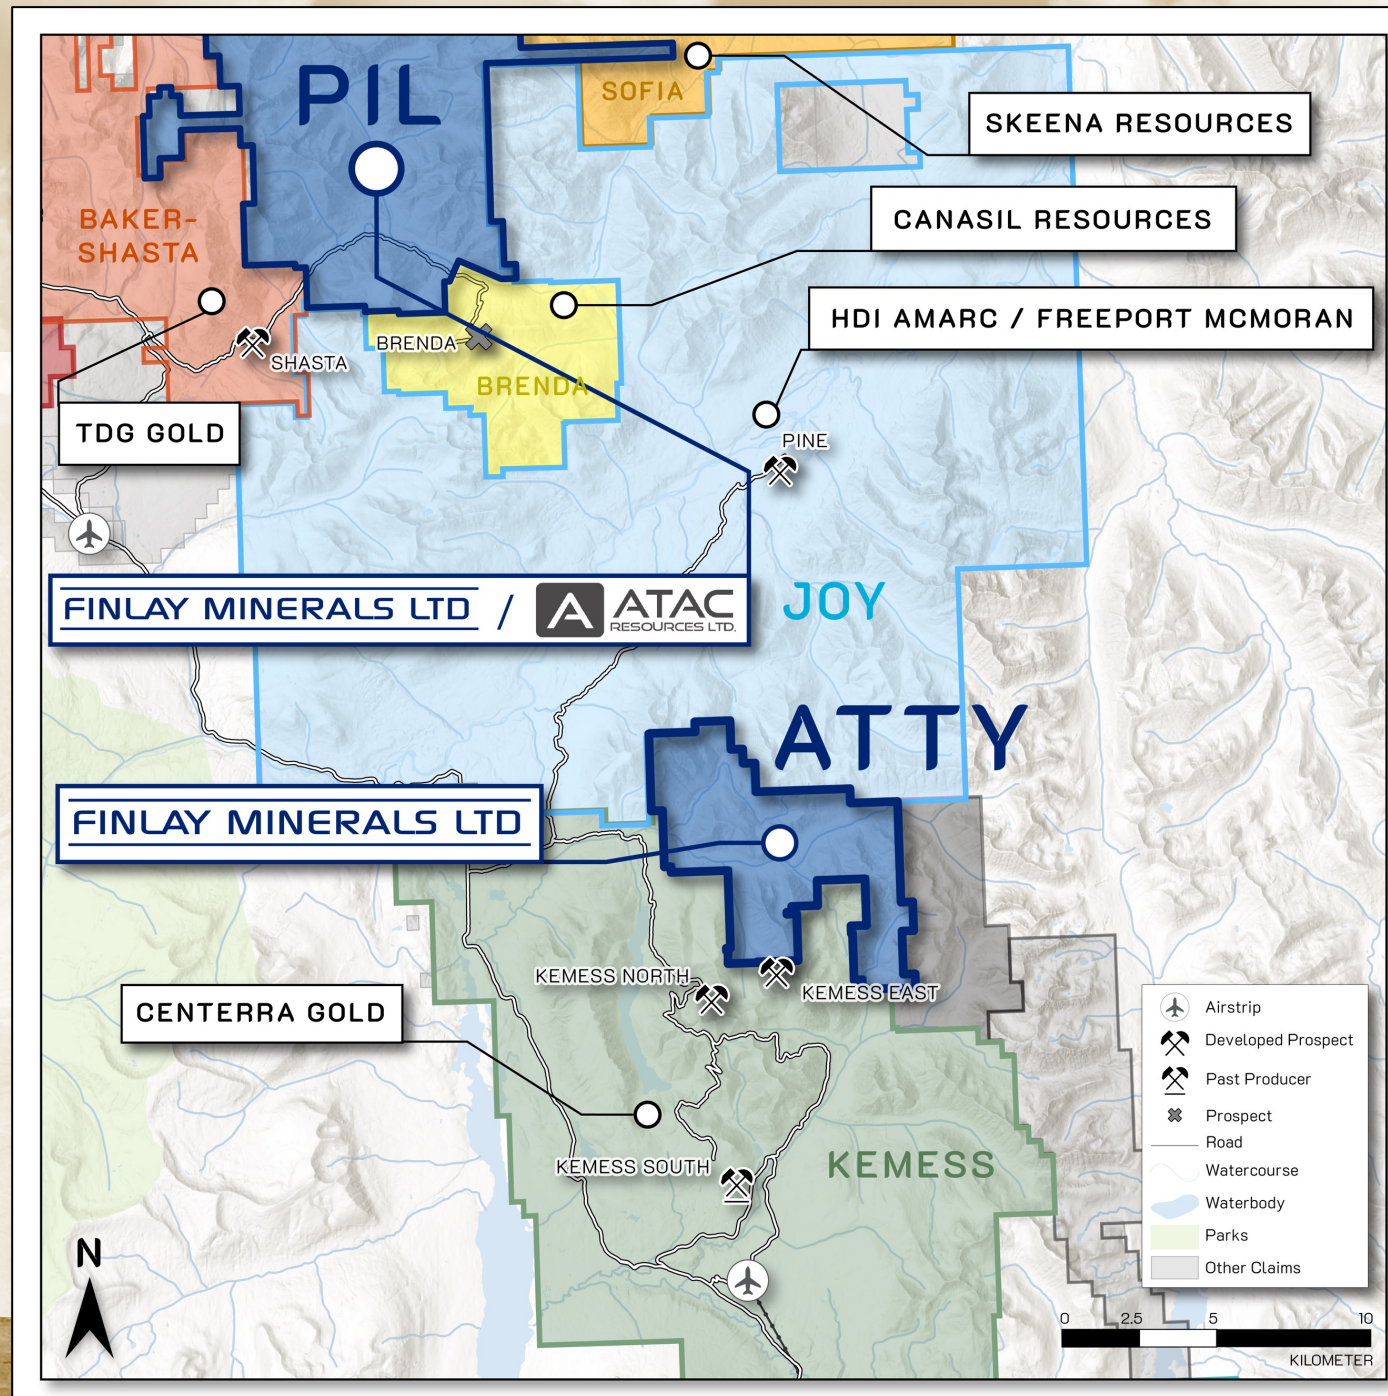 PIL
SOFIA
SKEENA RESOURCES
CANASIL RESOURCES
BAKER-
SHASTA
HDI AMARC / FREEPORT MCMORAN
BRENDA
SHASTA
BRENDA
TDG GOLD
PINE
FINLAY MINERALS LTD / A ATAC
RESOURCES LTD.
JOY
ATTY
FINLAY MINERALS LTD
KEMESS NORTH
KEMESS EAST
CENTERRA GOLD
KEMESS SOUTH
KEMESS
Airstrip
Developed Prospect
Past Producer
Prospect
Road
Watercourse
Waterbody
Parks
Other Claims
N
0 2.5 5 10
KILOMETER